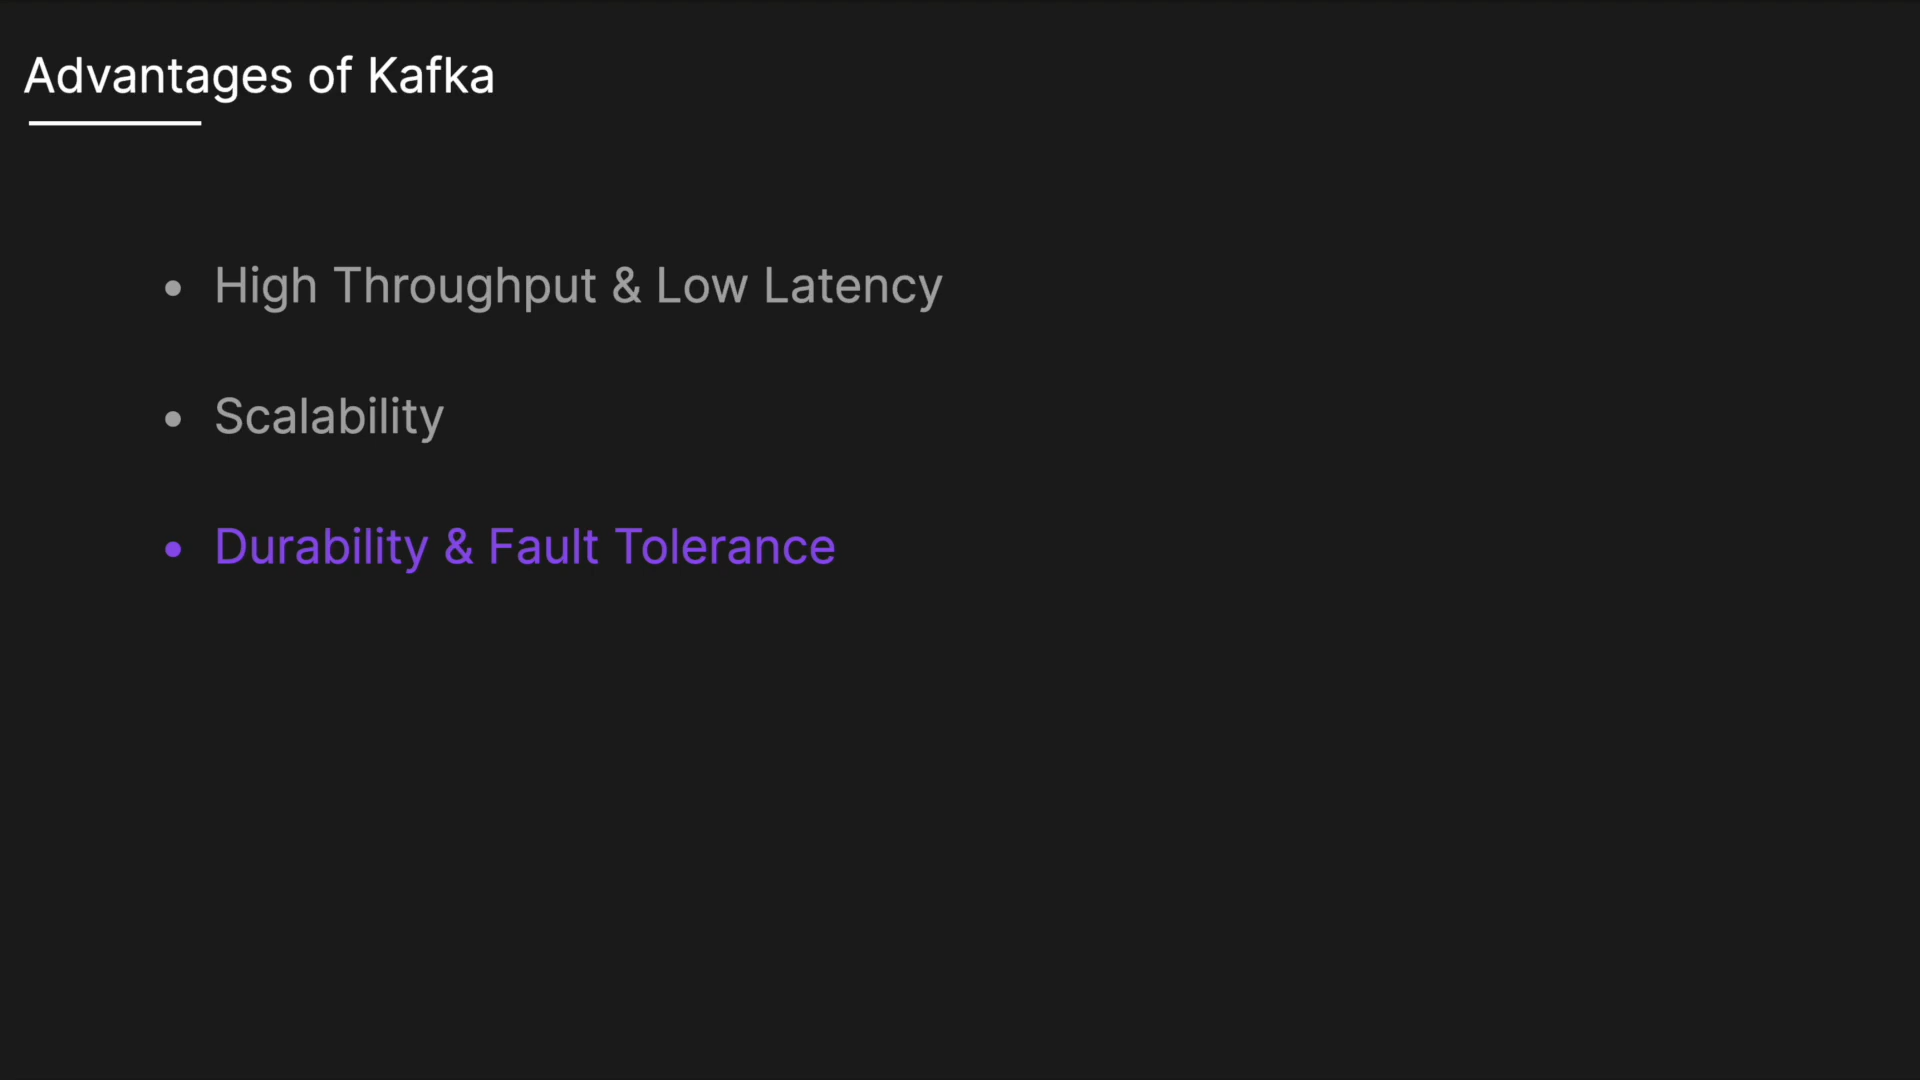 Advantages of Kafka
• High Throughput & Low Latency
• Scalability
• Durability & Fault Tolerance